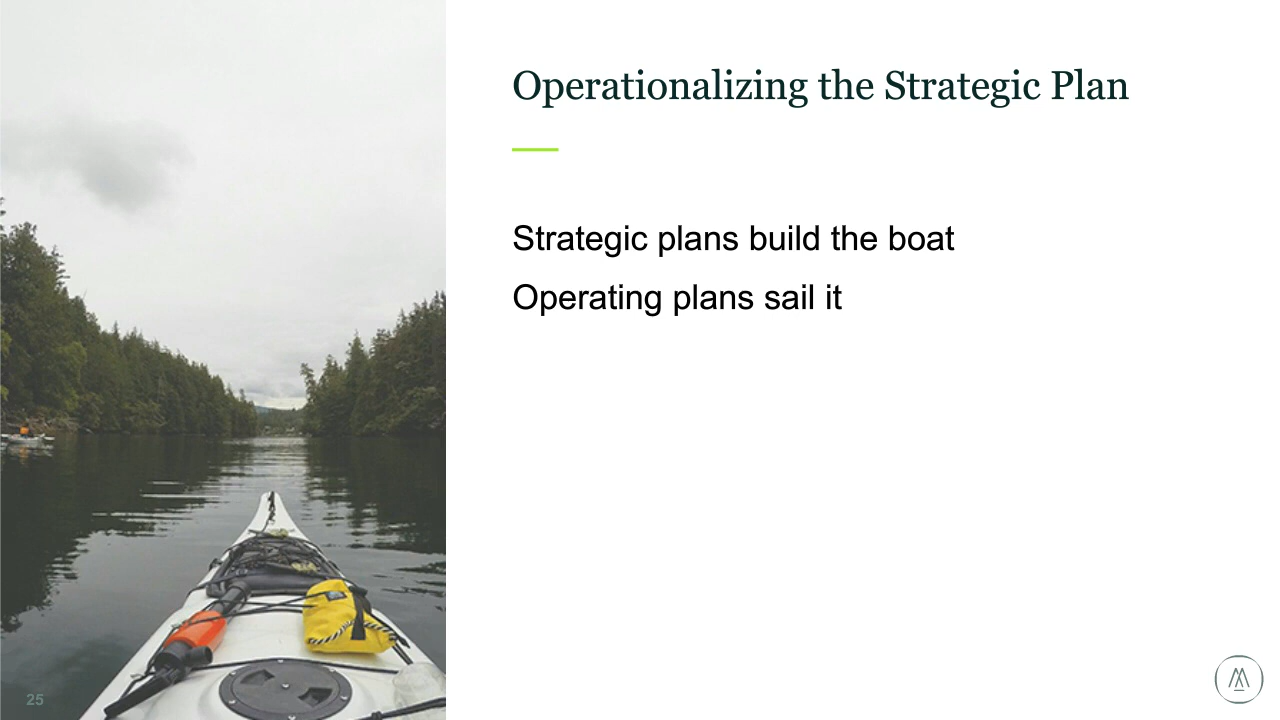 Operationalizing the Strategic Plan
Strategic plans build the boat
Operating plans sail it
25